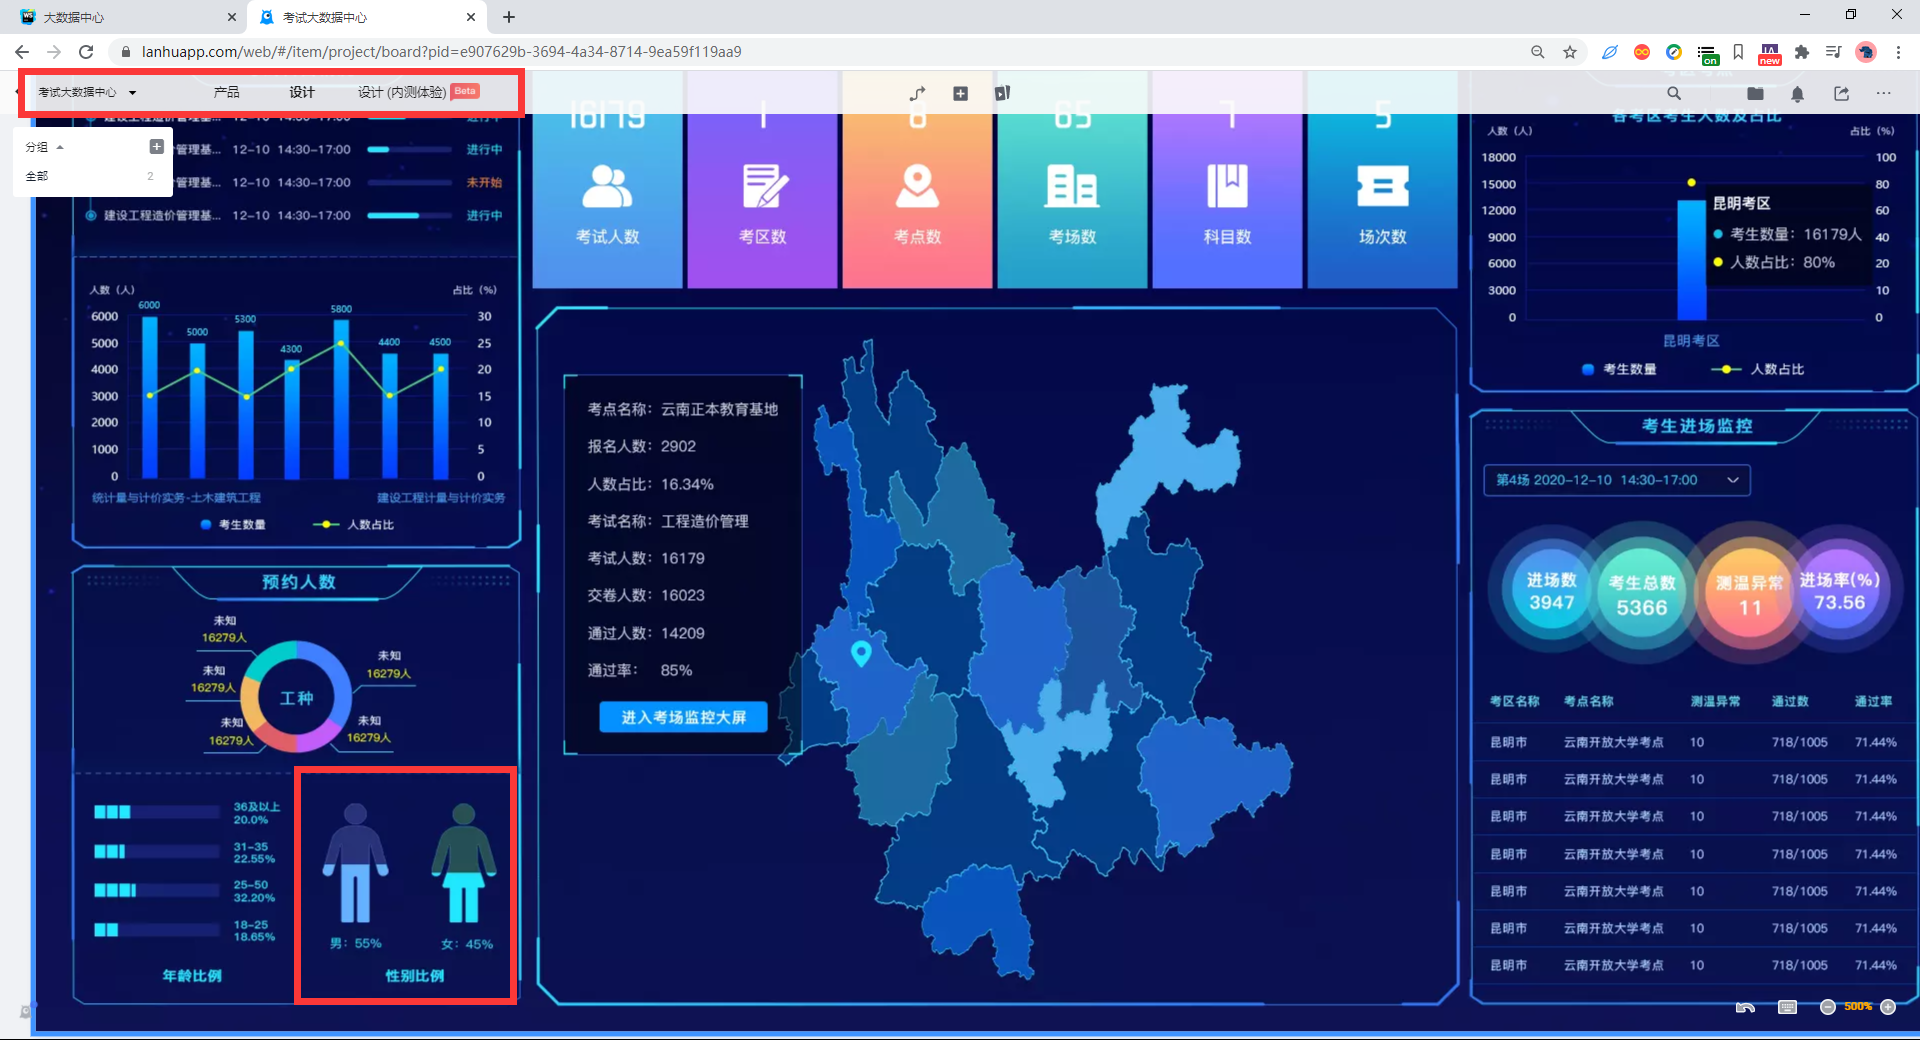 大数据中心
考试大数据中心
lanhuapp.com/web/#/item/project/board?pid=e907629b-3694-4a34-8714-9ea59f119aa9
on
new
考试大数据中心
产品
设计
设计 (内测体验) Beta
分组
全部 2
建设工程造价管理基... 12-10 14:30-17:00 进行中
管理基... 12-10 14:30-17:00 进行中
管理基... 12-10 14:30-17:00 未开始
建设工程造价管理基... 12-10 14:30-17:00 进行中
人数 (人) 占比 (%)
6000 5000 5300 4300 5800 4400 4500
6000 30
5000 25
4000 20
3000 15
2000 10
1000 5
0 0
统计量与计价实务-土木建筑工程 建设工程计量与计价实务
考生数量 人数占比
预约人数
未知
16279人
未知
16279人
未知
16279人
未知
16279人
未知
16279人
工种
36及以上
20.0%
31-35
22.55%
25-50
32.20%
18-25
18.65%
年龄比例
男: 55% 女: 45%
性别比例
16179 1 8 65 7 5
考试人数 考区数 考点数 考场数 科目数 场次数
考点名称: 云南正本教育基地
报名人数: 2902
人数占比: 16.34%
考试名称: 工程造价管理
考试人数: 16179
交卷人数: 16023
通过人数: 14209
通过率: 85%
进入考场监控大屏
各考区考生人数及占比
人数 (人) 占比 (%)
18000 100
15000 80
12000 60
9000 40
6000 20
3000 10
0 0
昆明考区
考生数量: 16179人
人数占比: 80%
昆明考区
考生数量 人数占比
考生进场监控
第4场 2020-12-10 14:30-17:00
进场数
3947
考生总数
5366
测温异常
11
进场率(%)
73.56
考区名称 考点名称 测温异常 通过数 通过率
昆明市 云南开放大学考点 10 718/1005 71.44%
昆明市 云南开放大学考点 10 718/1005 71.44%
昆明市 云南开放大学考点 10 718/1005 71.44%
昆明市 云南开放大学考点 10 718/1005 71.44%
昆明市 云南开放大学考点 10 718/1005 71.44%
昆明市 云南开放大学考点 10 718/1005 71.44%
昆明市 云南开放大学考点 10 718/1005 71.44%
500%